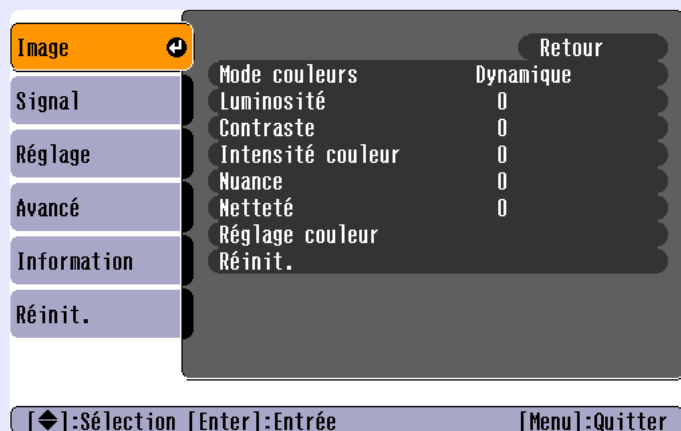 Image
Signal
Réglage
Avancé
Information
Réinit.
Retour
Mode couleurs Dynamique
Luminosité 0
Contraste 0
Intensité couleur 0
Nuance 0
Netteté 0
Réglage couleur
Réinit.
[◆]:Sélection [Enter]:Entrée [Menu]:Quitter